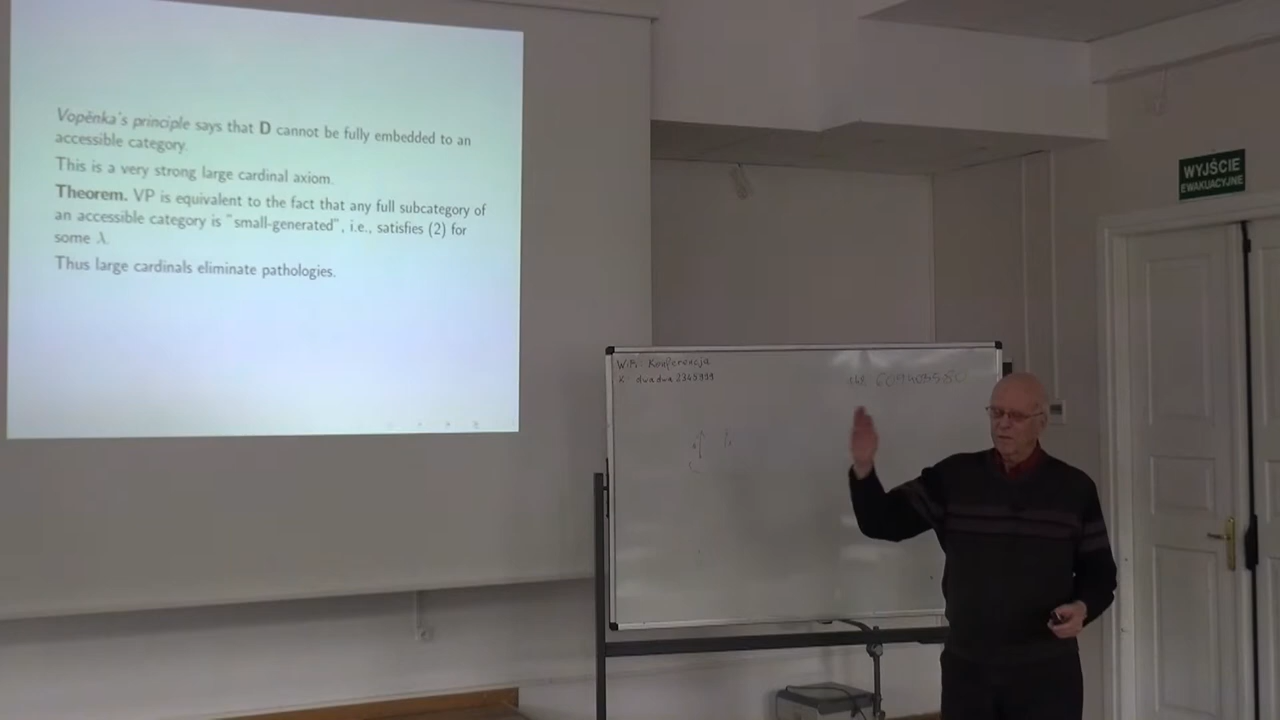 Vopěnka's principle says that D cannot be fully embedded to an
accessible category.
This is a very strong large cardinal axiom.
Theorem. VP is equivalent to the fact that any full subcategory of
an accessible category is "small-generated", i.e., satisfies (2) for
some λ.
Thus large cardinals eliminate pathologies.
WYJŚCIE
EWAKUACYJNE
WiFi: Konferencja
K: dwadwa2345999